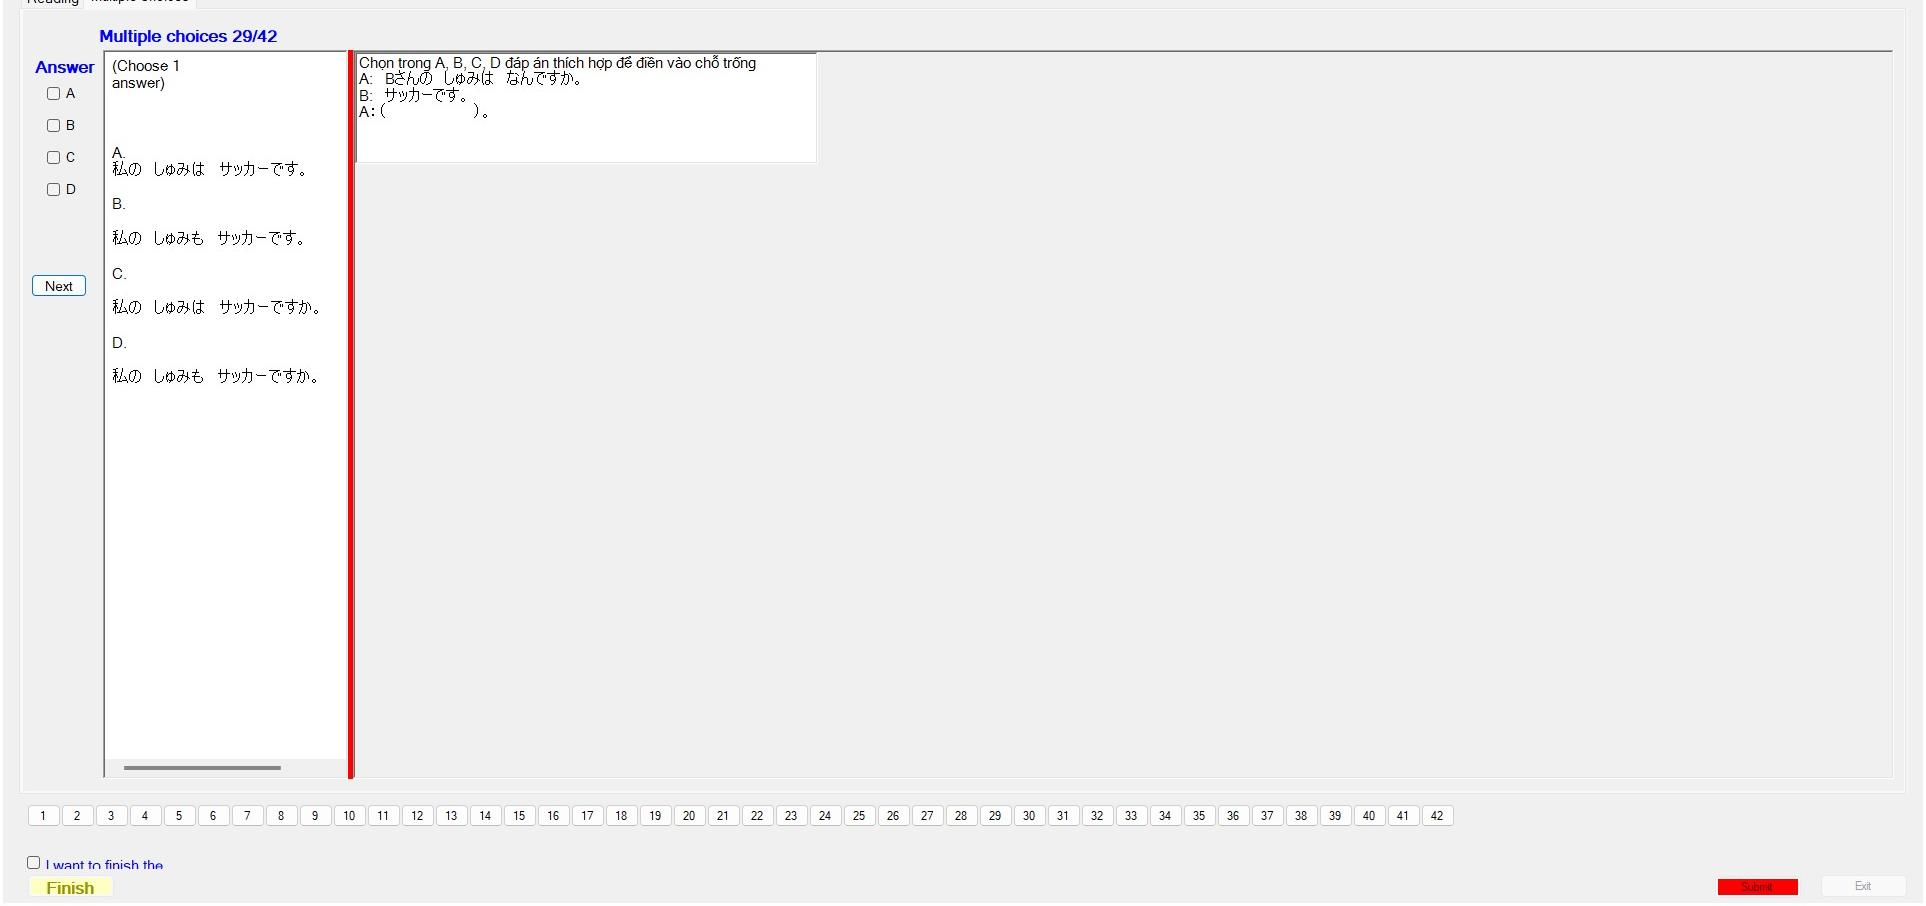 Multiple choices 29/42
Answer
A
B
C
D
Next
(Choose 1
answer)
A.
私の しゅみは サッカーです。
B.
私の しゅみも サッカーです。
C.
私の しゅみは サッカーですか。
D.
私の しゅみも サッカーですか。
Chọn trong A, B, C, D đáp án thích hợp để điền vào chỗ trống
A: Bさんの しゅみは なんですか。
B: サッカーです。
A:(          )。
1 2 3 4 5 6 7 8 9 10 11 12 13 14 15 16 17 18 19 20 21 22 23 24 25 26 27 28 29 30 31 32 33 34 35 36 37 38 39 40 41 42
I want to finish the
Finish
Submit
Exit